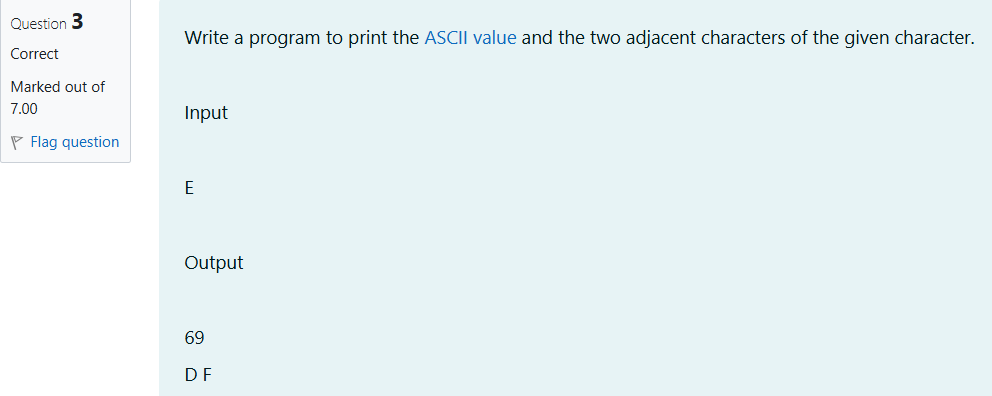 Question 3
Correct
Marked out of
7.00
Flag question
Write a program to print the ASCII value and the two adjacent characters of the given character.
Input
E
Output
69
D F